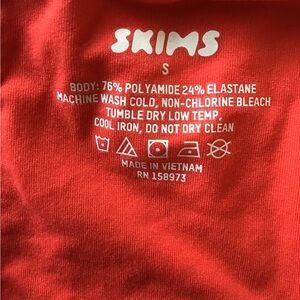 SKIMS
S
BODY: 76% POLYAMIDE 24% ELASTANE
MACHINE WASH COLD, NON-CHLORINE BLEACH
TUMBLE DRY LOW TEMP,
COOL IRON, DO NOT DRY CLEAN
MADE IN VIETNAM
RN 158973